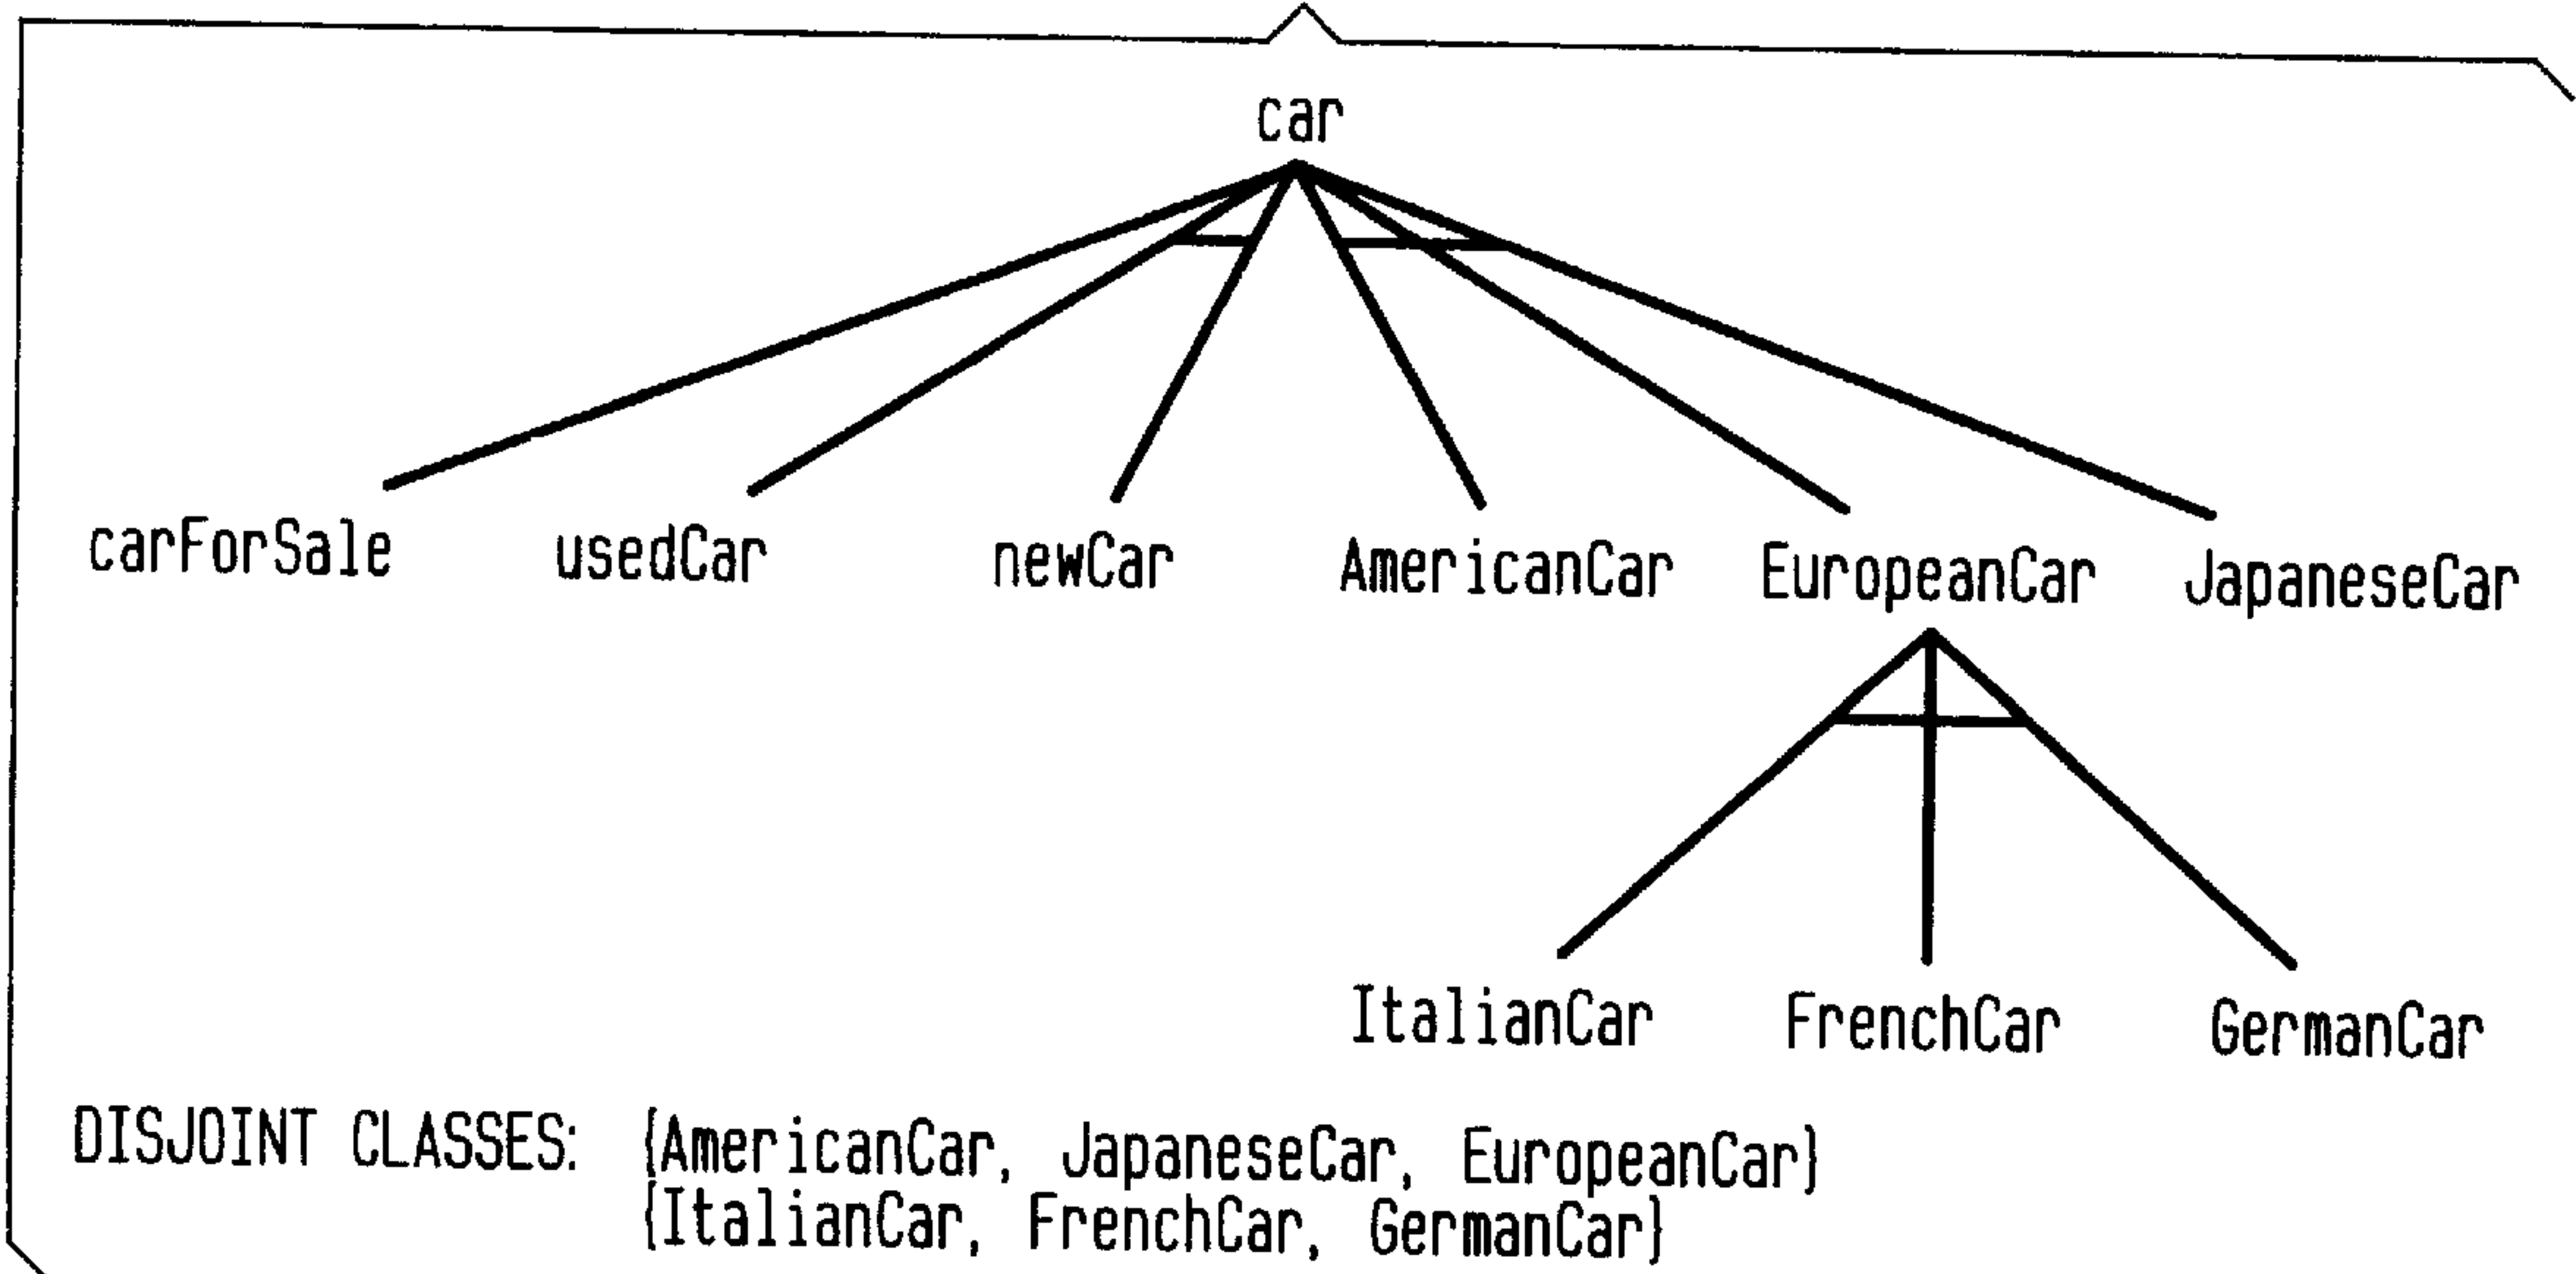 car
carForSale usedCar newCar AmericanCar EuropeanCar JapaneseCar
ItalianCar FrenchCar GermanCar
DISJOINT CLASSES: {AmericanCar, JapaneseCar, EuropeanCar}
{ItalianCar, FrenchCar, GermanCar}